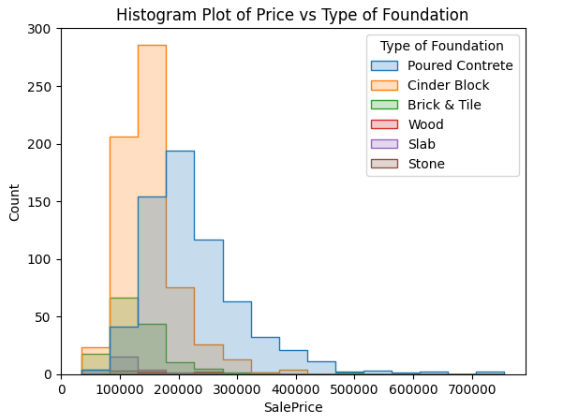 Histogram Plot of Price vs Type of Foundation
300
250
200
150
100
50
0
Count
Type of Foundation
Poured Contrete
Cinder Block
Brick & Tile
Wood
Slab
Stone
0 100000 200000 300000 400000 500000 600000 700000
SalePrice